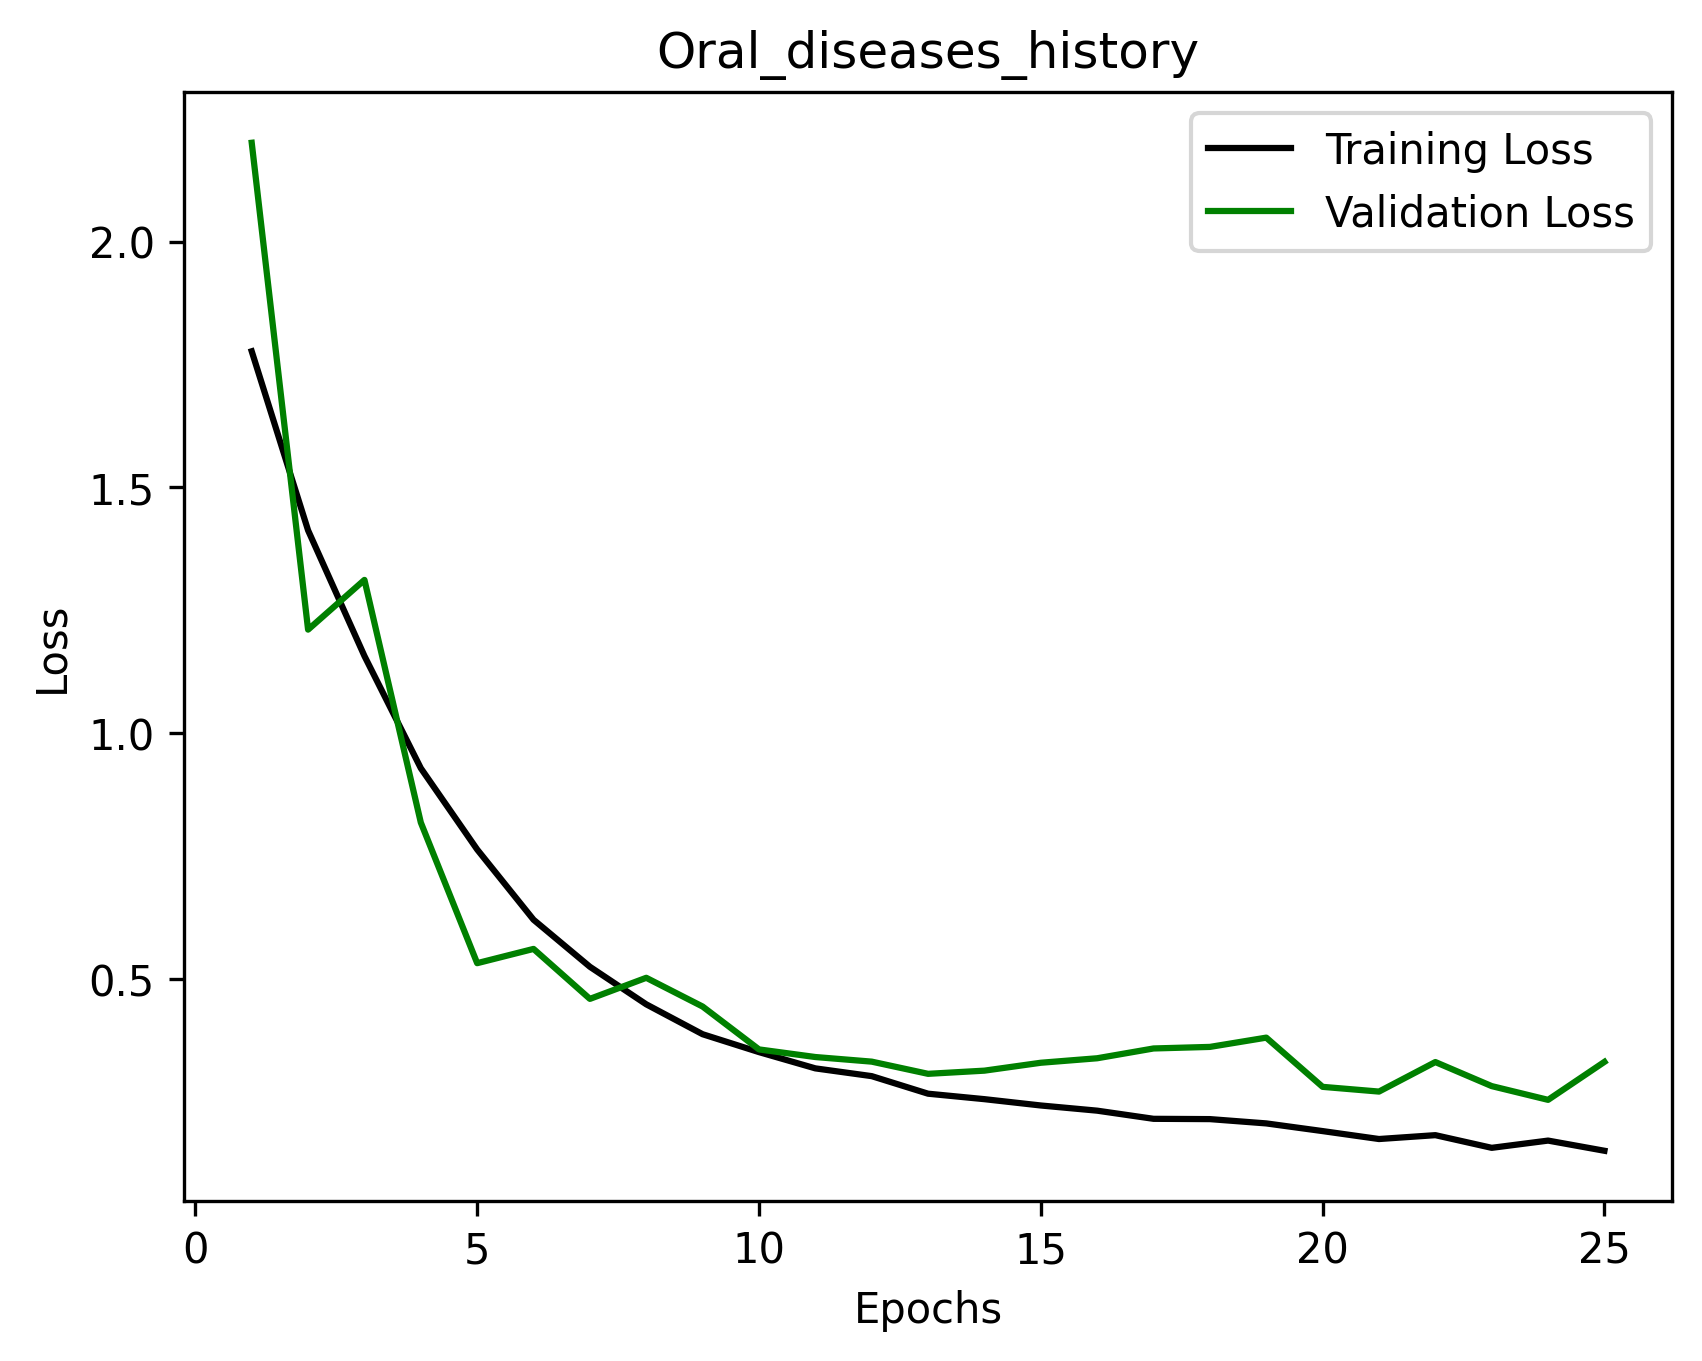 Oral_diseases_history
Training Loss
Validation Loss
2.0
1.5
1.0
0.5
Loss
0 5 10 15 20 25
Epochs